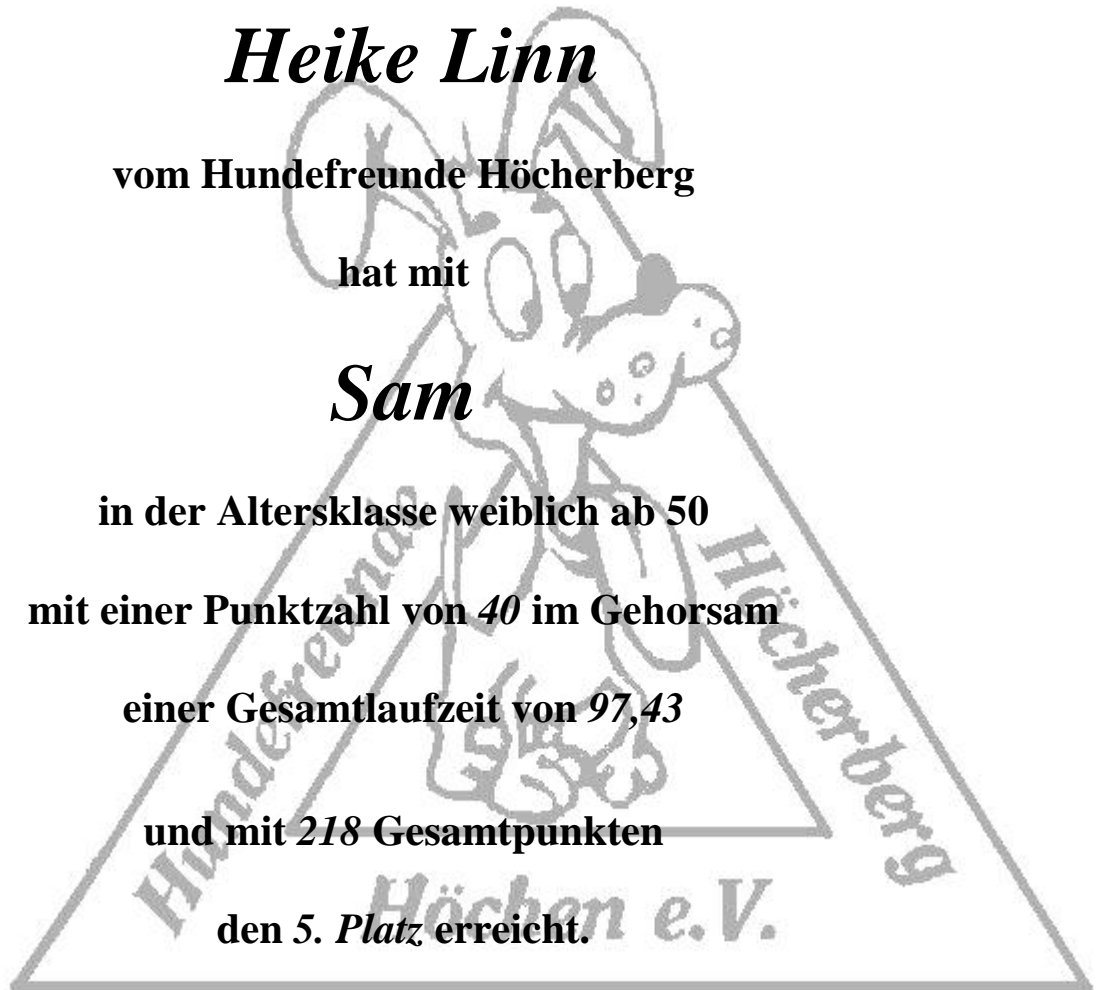 Heike Linn
vom Hundefreunde Höcherberg
hat mit
Sam
in der Altersklasse weiblich ab 50
mit einer Punktzahl von 40 im Gehorsam
einer Gesamtlaufzeit von 97,43
und mit 218 Gesamtpunkten
den 5. Platz erreicht.
Hundefreunde
Höcherberg
Höchen e.V.